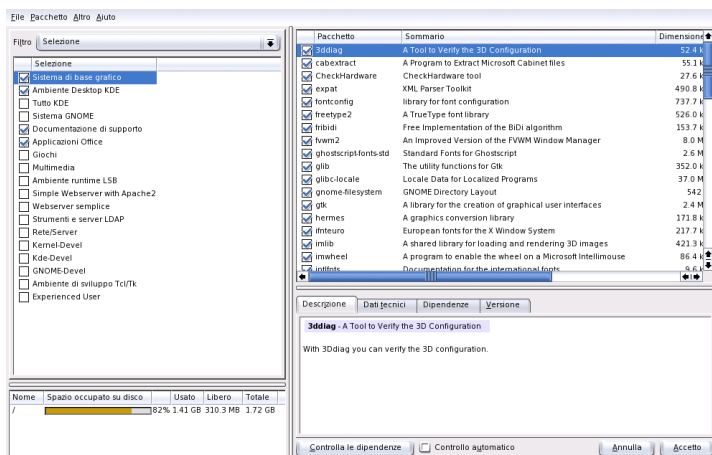 File Pacchetto Altro Aiuto
Filtro Selezione
Selezione
Sistema di base grafico
Ambiente Desktop KDE
Tutto KDE
Sistema GNOME
Documentazione di supporto
Applicazioni Office
Giochi
Multimedia
Ambiente runtime LSB
Simple Webserver with Apache2
Webserver semplice
Strumenti e server LDAP
Rete/Server
Kernel-Devel
Kde-Devel
GNOME-Devel
Ambiente di sviluppo Tcl/Tk
Experienced User
Nome Spazio occupato su disco Usato Libero Totale
/ 82% 1.41 GB 310.3 MB 1.72 GB
Pacchetto Sommario Dimensione
3ddiag A Tool to Verify the 3D Configuration 52.4 k
cabextract A Program to Extract Microsoft Cabinet files 55.1 k
CheckHardware CheckHardware tool 27.6 k
expat XML Parser Toolkit 490.8 k
fontconfig library for font configuration 737.7 k
freetype2 A TrueType font library 526.0 k
fribidi Free Implementation of the BiDi algorithm 153.7 k
fvwm2 An Improved Version of the FVWM Window Manager 8.0 M
ghostscript-fonts-std Standard Fonts for Ghostscript 2.6 M
glib The utility functions for Gtk 352.0 k
glibc-locale Locale Data for Localized Programs 37.0 M
gnome-filesystem GNOME Directory Layout 542
gtk A library for the creation of graphical user interfaces 2.4 M
hermes A graphics conversion library 171.8 k
ifnteuro European fonts for the X Window System 217.7 k
imlib A shared library for loading and rendering 3D images 421.3 k
imwheel A program to enable the wheel on a Microsoft Intellimouse 86.4 k
intlfnts Documentation for the international fonts 9.6 k
Descrizione Dati tecnici Dipendenze Versione
3ddiag - A Tool to Verify the 3D Configuration
With 3Ddiag you can verify the 3D configuration.
Controlla le dipendenze Controllo automatico Annulla Accetto